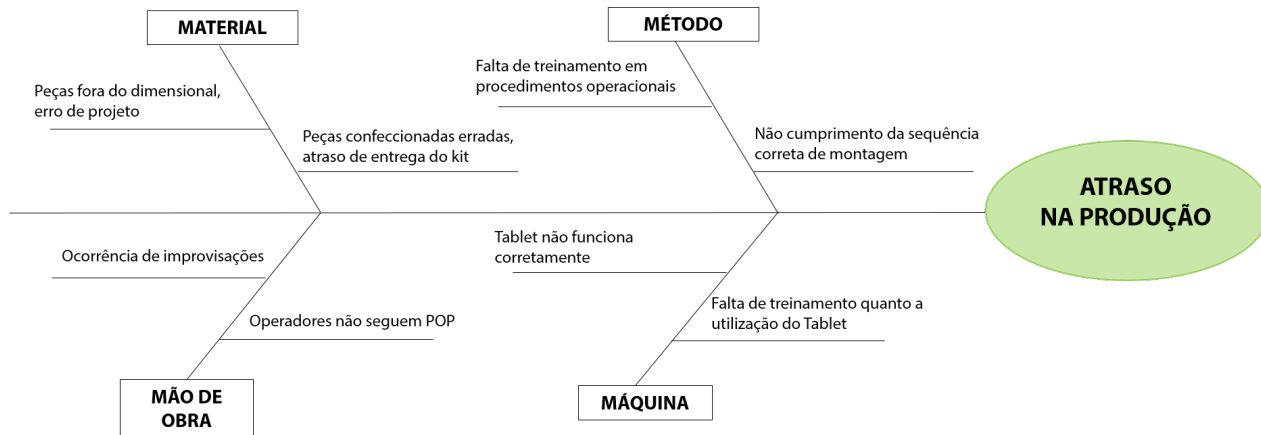 MATERIAL
MÉTODO
Peças fora do dimensional,
erro de projeto
Peças confeccionadas erradas,
atraso de entrega do kit
Falta de treinamento em
procedimentos operacionais
Não cumprimento da sequência
correta de montagem
ATRASO
NA PRODUÇÃO
Ocorrência de improvisações
Operadores não seguem POP
Tablet não funciona
corretamente
Falta de treinamento quanto a
utilização do Tablet
MÃO DE
OBRA
MÁQUINA